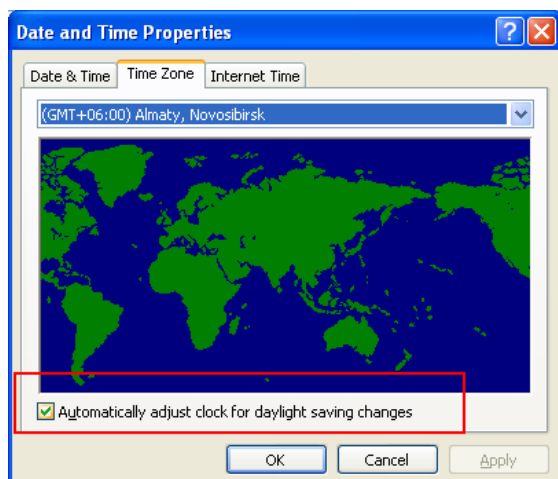 Date and Time Properties
Date & Time
Time Zone
Internet Time
(GMT+06:00) Almaty, Novosibirsk
Automatically adjust clock for daylight saving changes
OK
Cancel
Apply